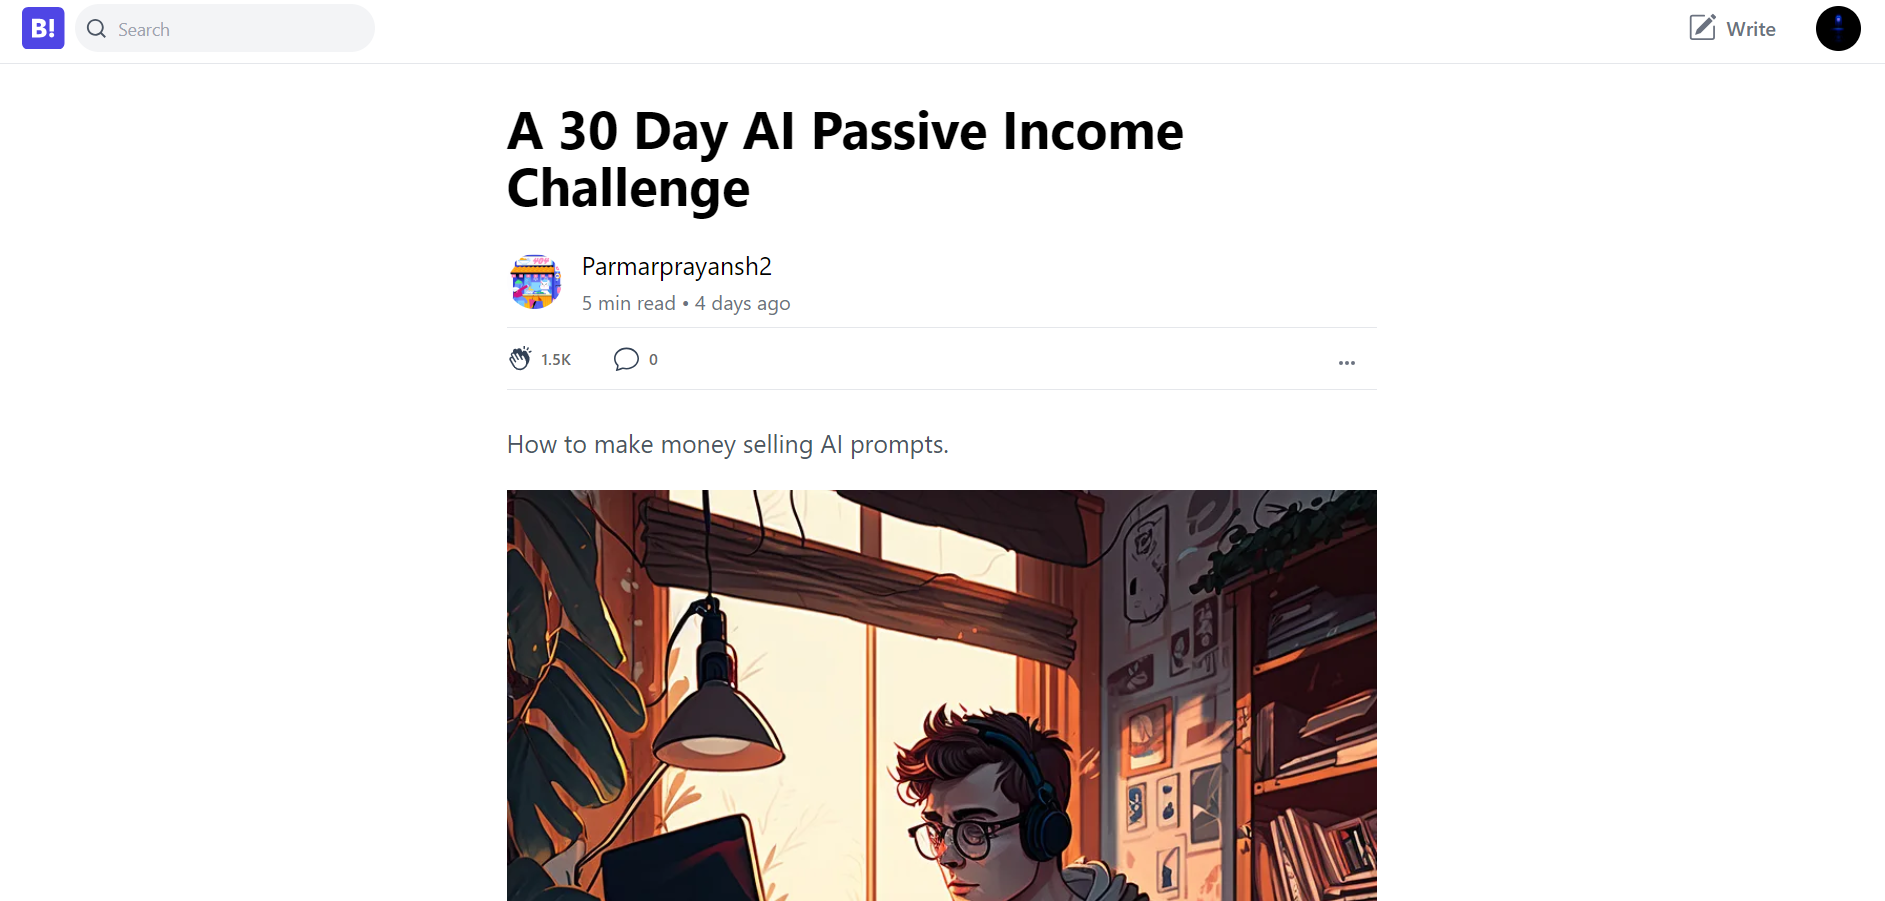 B!
Search
Write
A 30 Day AI Passive Income
Challenge
404
Parmarprayansh2
5 min read • 4 days ago
1.5K
0
How to make money selling AI prompts.